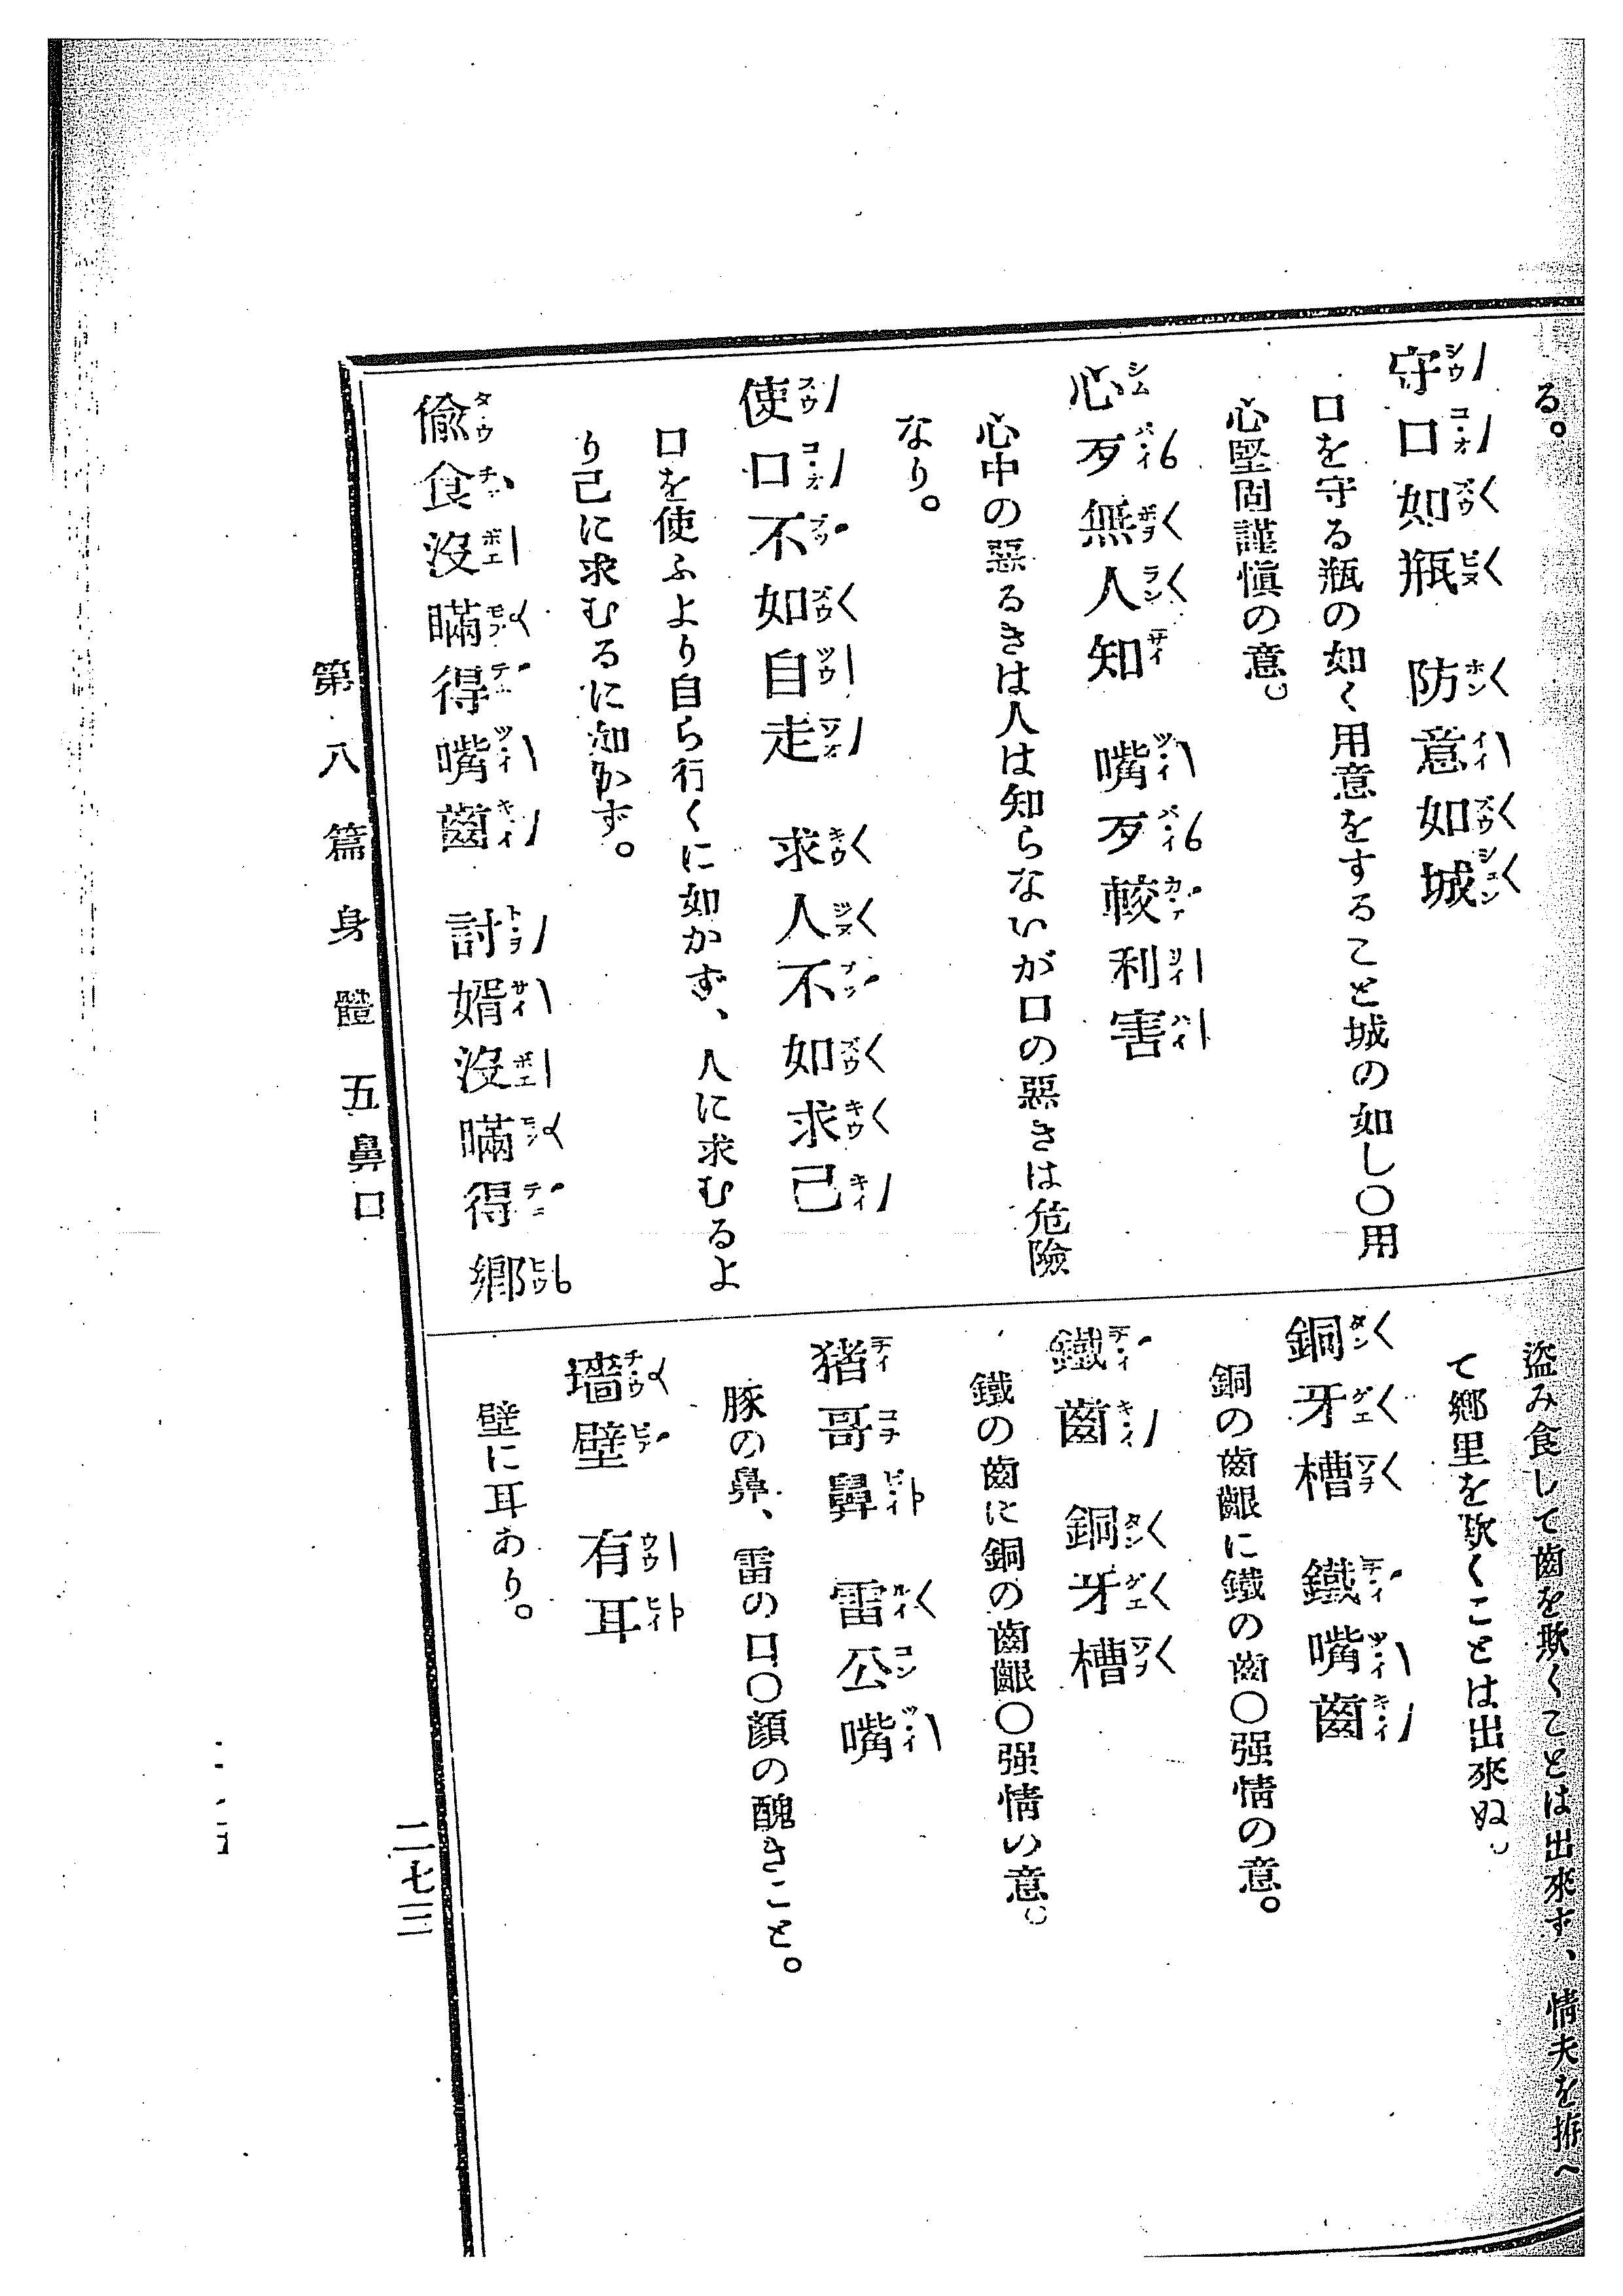 る。
守口如瓶　防意如城
口を守る瓶の如く用意をすること城の如し〇用
心堅固謹愼の意。
心歹無人知　嘴歹較利害
心中の惡るきは人は知らないが口の惡きは危險
なり。
使口不如自走　求人不如求己
口を使ふより自ら行くに如かず、人に求むるよ
り己に求むるに如かず。
偸食沒瞞得嘴齒　討婿沒瞞得鄕
盜み食して齒を欺くことは出來ず、情夫を拵へ
て鄕里を欺くことは出來ぬ。
銅牙槽　鐵嘴齒
銅の齒齦に鐵の齒〇强情の意。
鐵齒　銅牙槽
鐵の齒に銅の齒齦〇强情の意。
猪哥鼻　雷公嘴
豚の鼻、雷の口〇顏の醜きこと。
墻壁　有耳
壁に耳あり。
第八篇　身體　五　鼻口
二七三